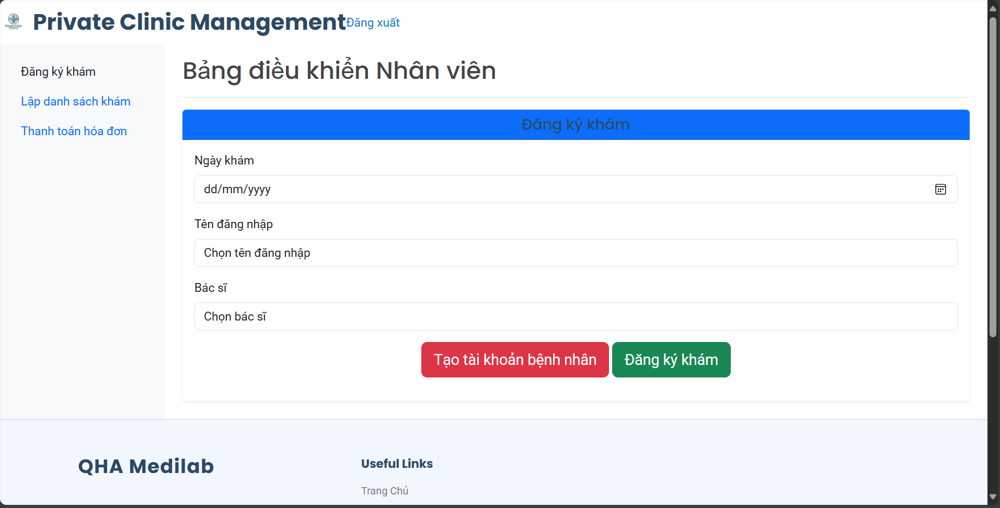 Private Clinic
Private Clinic Management
Đăng xuất
Đăng ký khám
Lập danh sách khám
Thanh toán hóa đơn
Bảng điều khiển Nhân viên
Đăng ký khám
Ngày khám
dd/mm/yyyy
Tên đăng nhập
Chọn tên đăng nhập
Bác sĩ
Chọn bác sĩ
Tạo tài khoản bệnh nhân
Đăng ký khám
QHA Medilab
Useful Links
Trang Chủ